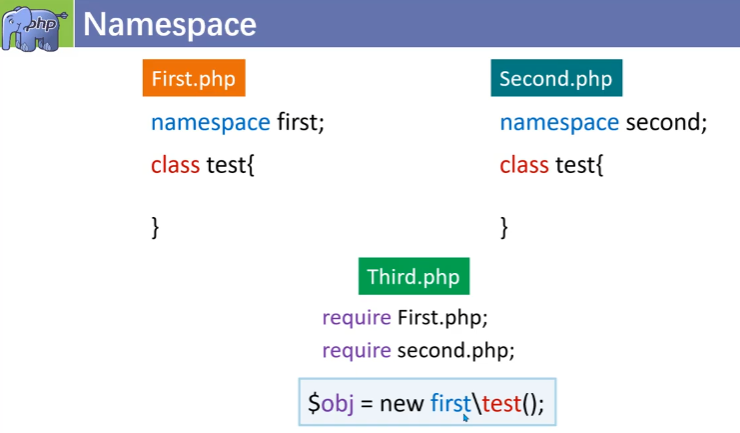 php
Namespace
First.php
namespace first;
class test{
}
Second.php
namespace second;
class test{
}
Third.php
require First.php;
require second.php;
$obj = new first\test();